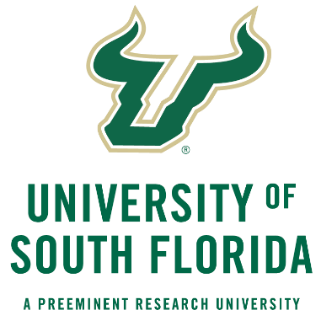 ®
UNIVERSITY OF
SOUTH FLORIDA
A PREEMINENT RESEARCH UNIVERSITY